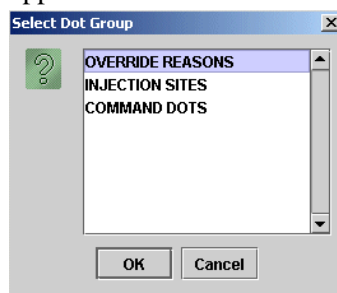 Select Dot Group
OVERRIDE REASONS
INJECTION SITES
COMMAND DOTS
OK Cancel